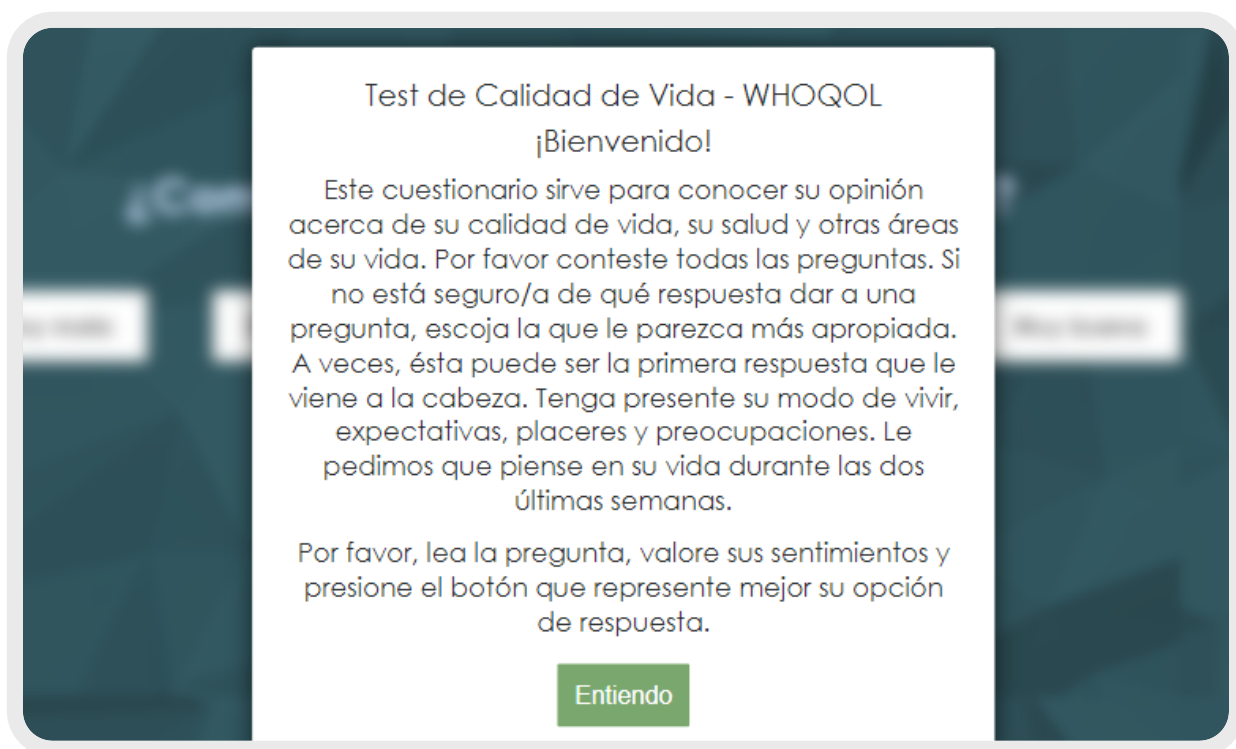 Test de Calidad de Vida - WHOQOL
¡Bienvenido!
Este cuestionario sirve para conocer su opinión
acerca de su calidad de vida, su salud y otras áreas
de su vida. Por favor conteste todas las preguntas. Si
no está seguro/a de qué respuesta dar a una
pregunta, escoja la que le parezca más apropiada.
A veces, ésta puede ser la primera respuesta que le
viene a la cabeza. Tenga presente su modo de vivir,
expectativas, placeres y preocupaciones. Le
pedimos que piense en su vida durante las dos
últimas semanas.
Por favor, lea la pregunta, valore sus sentimientos y
presione el botón que represente mejor su opción
de respuesta.
Entiendo